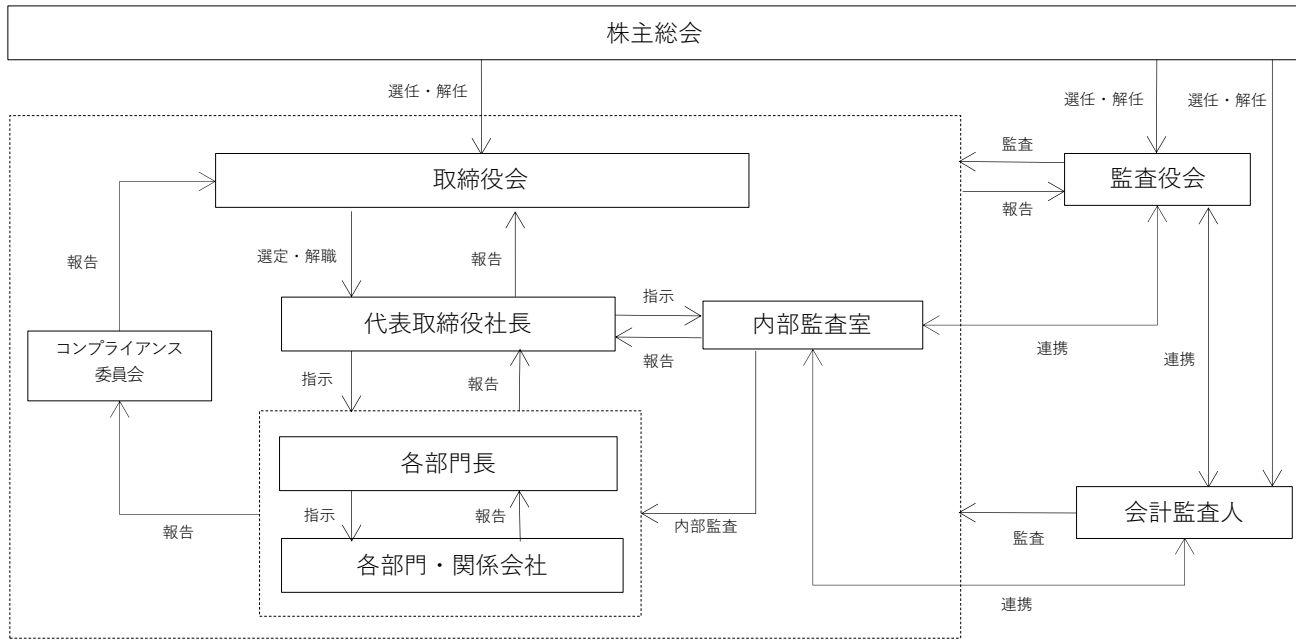 株主総会
選任・解任
選任・解任
選任・解任
取締役会
監査
監査役会
報告
報告
選定・解職
報告
代表取締役社長
指示
内部監査室
報告
連携
連携
コンプライアンス
委員会
指示
報告
各部門長
指示
報告
内部監査
報告
各部門・関係会社
会計監査人
監査
連携